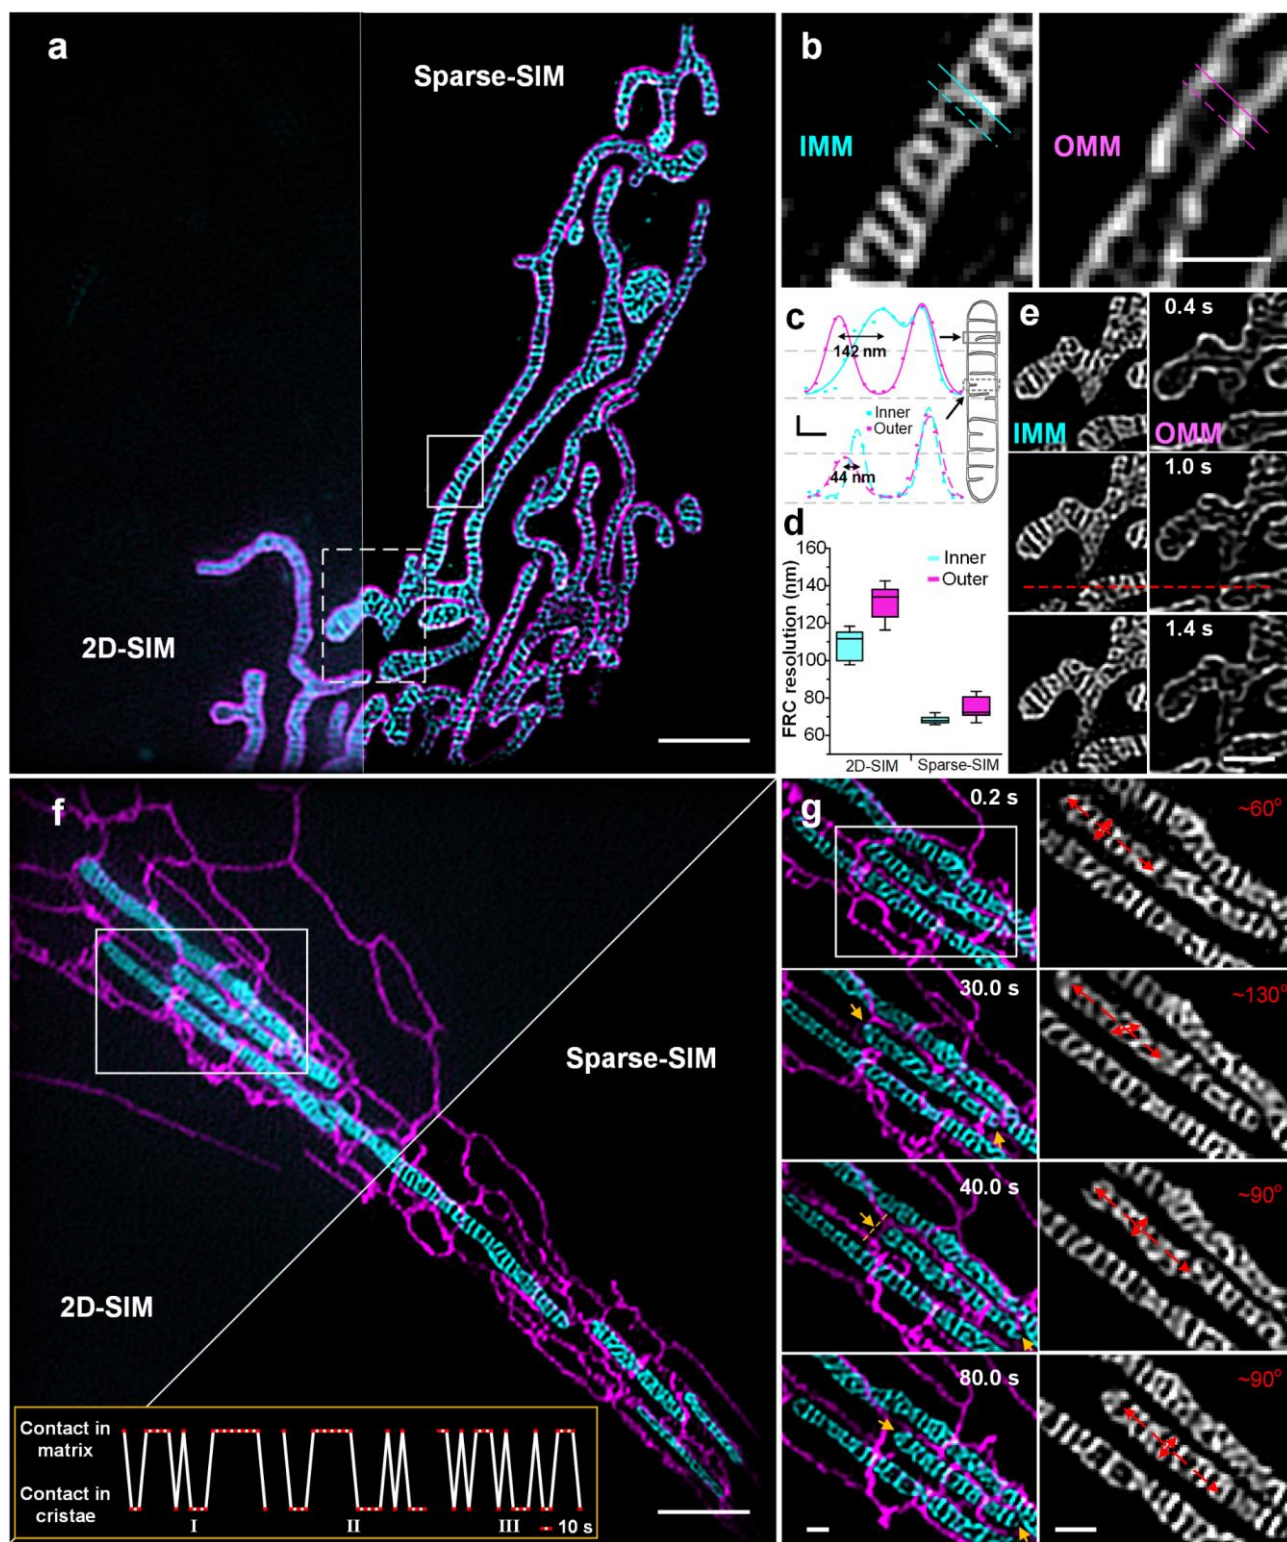 a
Sparse-SIM
2D-SIM
b
IMM
OMM
c
142 nm
Inner
Outer
44 nm
d
FRC resolution (nm)
160
140
120
100
80
60
Inner
Outer
2D-SIM
Sparse-SIM
e
0.4 s
IMM
OMM
1.0 s
1.4 s
f
Sparse-SIM
2D-SIM
Contact in
matrix
Contact in
cristae
I
II
III
10 s
g
0.2 s
~60°
30.0 s
~130°
40.0 s
~90°
80.0 s
~90°